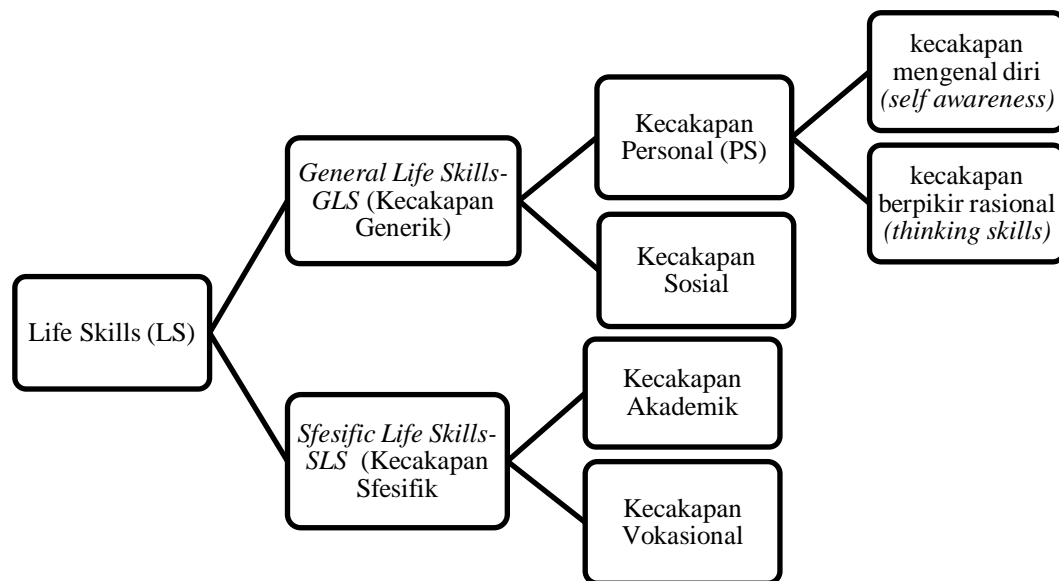 Life Skills (LS)
General Life Skills-
GLS (Kecakapan
Generik)
Kecakapan
Personal (PS)
kecakapan
mengenal diri
(self awareness)
kecakapan
berpikir rasional
(thinking skills)
Kecakapan
Sosial
Sfesific Life Skills-
SLS (Kecakapan
Sfesifik
Kecakapan
Akademik
Kecakapan
Vokasional